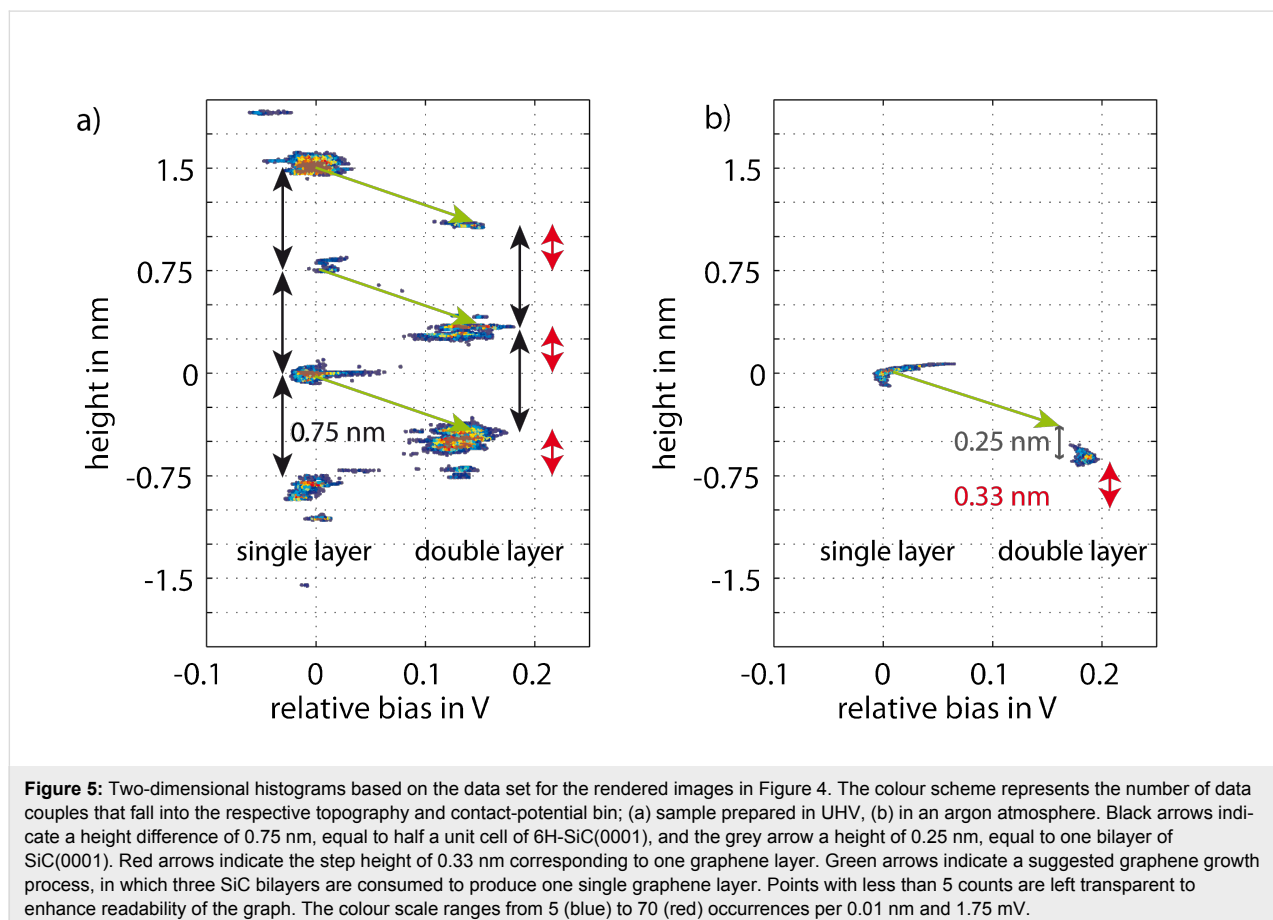 a)
b)
1.5
0.75
0
-0.75
-1.5
height in nm
0.75 nm
single layer
double layer
-0.1
0
0.1
0.2
relative bias in V
1.5
0.75
0
-0.75
-1.5
height in nm
0.25 nm
0.33 nm
single layer
double layer
-0.1
0
0.1
0.2
relative bias in V
Figure 5: Two-dimensional histograms based on the data set for the rendered images in Figure 4. The colour scheme represents the number of data
couples that fall into the respective topography and contact-potential bin; (a) sample prepared in UHV, (b) in an argon atmosphere. Black arrows indi-
cate a height difference of 0.75 nm, equal to half a unit cell of 6H-SiC(0001), and the grey arrow a height of 0.25 nm, equal to one bilayer of
SiC(0001). Red arrows indicate the step height of 0.33 nm corresponding to one graphene layer. Green arrows indicate a suggested graphene growth
process, in which three SiC bilayers are consumed to produce one single graphene layer. Points with less than 5 counts are left transparent to
enhance readability of the graph. The colour scale ranges from 5 (blue) to 70 (red) occurrences per 0.01 nm and 1.75 mV.